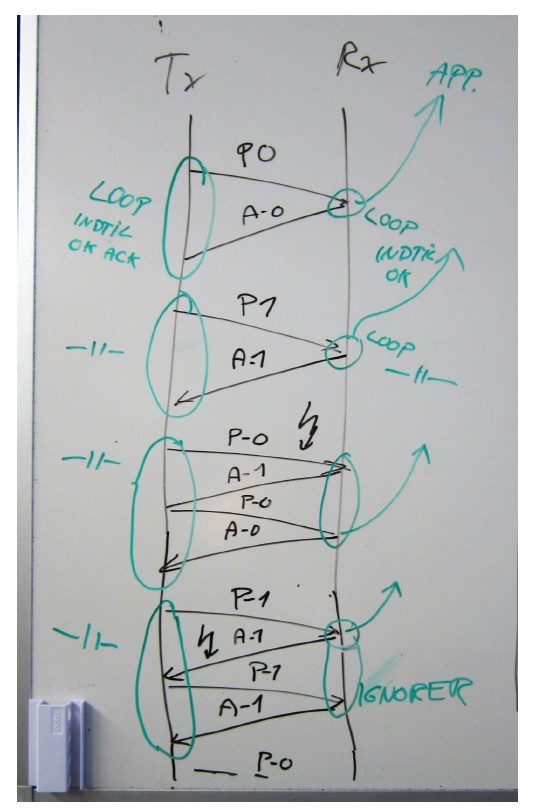 Tx
Rx
APP.
P0
A-0
LOOP
INDTIL
OK ACK
LOOP
INDTIL
OK
P1
A-1
LOOP
-11-
-11-
P-0
A-1
P-0
A-0
-11-
P-1
A-1
P-1
A-1
-11-
IGNORER
P-0